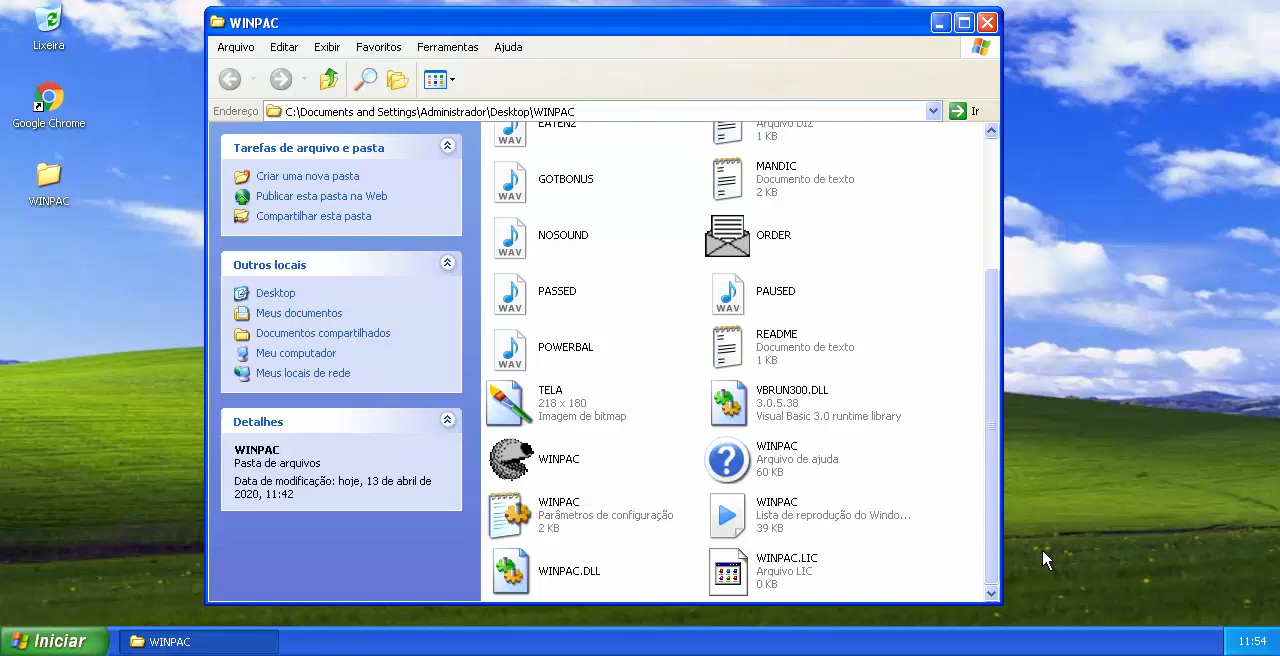 Lixeira
Google Chrome
WINPAC
WINPAC
Arquivo Editar Exibir Favoritos Ferramentas Ajuda
Endereço C:\Documents and Settings\Administrador\Desktop\WINPAC Ir
Tarefas de arquivo e pasta
Criar uma nova pasta
Publicar esta pasta na Web
Compartilhar esta pasta
Outros locais
Desktop
Meus documentos
Documentos compartilhados
Meu computador
Meus locais de rede
Detalhes
WINPAC
Pasta de arquivos
Data de modificação: hoje, 13 de abril de
2020, 11:42
WAV
Arquivo DIZ
1 KB
WAV
GOTBONUS
MANDIC
Documento de texto
2 KB
WAV
NOSOUND
ORDER
WAV
PASSED
WAV
PAUSED
WAV
POWERBAL
README
Documento de texto
1 KB
TELA
218 x 180
Imagem de bitmap
VBRUN300.DLL
3.0.5.38
Visual Basic 3.0 runtime library
WINPAC
WINPAC
Arquivo de ajuda
60 KB
WINPAC
Parâmetros de configuração
2 KB
WINPAC
Lista de reprodução do Windo...
39 KB
WINPAC.DLL
WINPAC.LIC
Arquivo LIC
0 KB
Iniciar
WINPAC
11:54